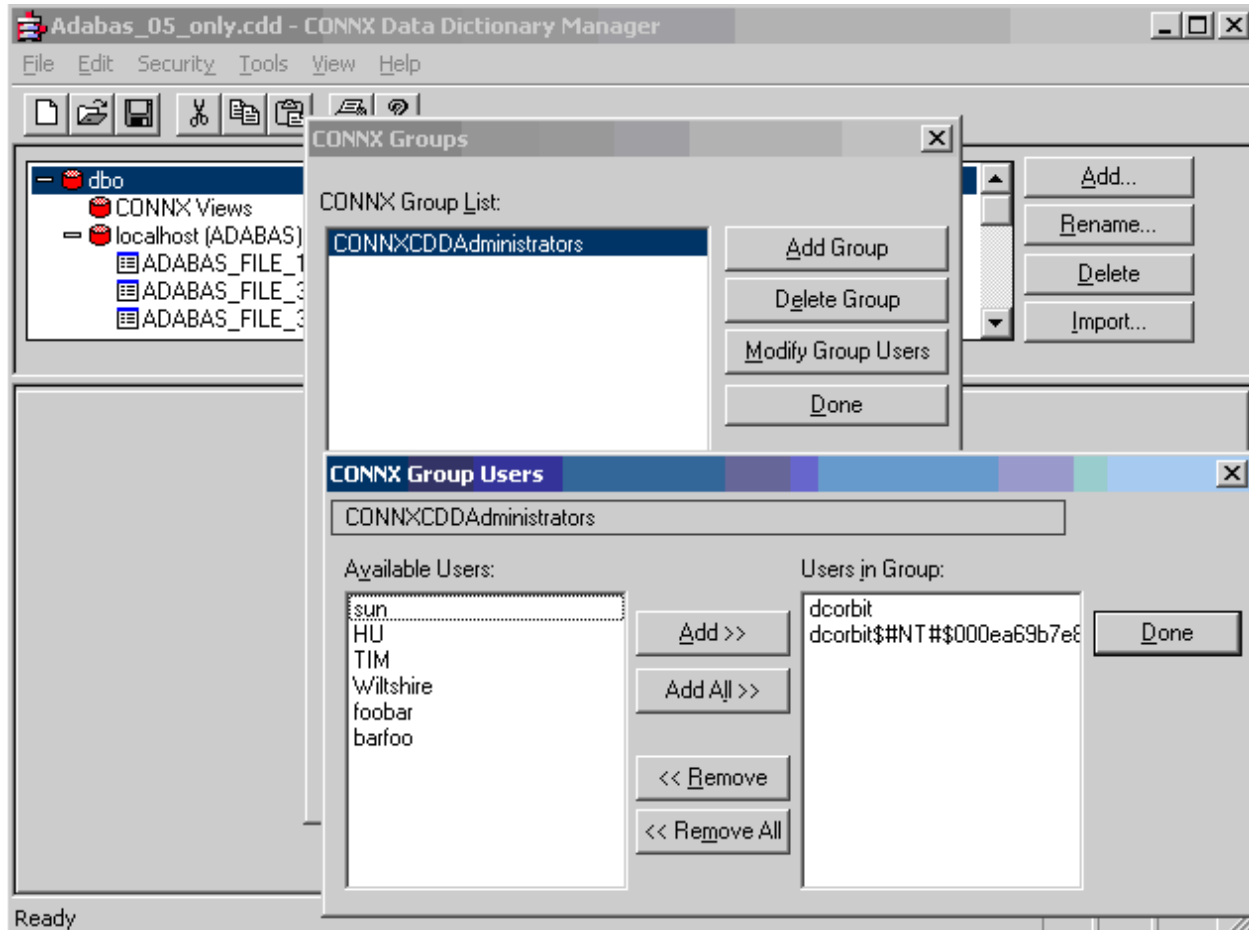 Adabas_05_only.cdd - CONNX Data Dictionary Manager
File Edit Security Tools View Help
CONNX Groups
dbo
CONNX Views
localhost (ADABAS)
ADABAS_FILE_1
ADABAS_FILE_3
ADABAS_FILE_3
Add...
Rename...
Delete
Import...
CONNX Group List:
CONNXCDDAdministrators
Add Group
Delete Group
Modify Group Users
Done
CONNX Group Users
CONNXCDDAdministrators
Available Users:
sun
HU
TIM
Wiltshire
foobar
barfoo
Add >>
Add All >>
<< Remove
<< Remove All
Users in Group:
dcorbit
dcorbit$#NT#$000ea69b7e8
Done
Ready